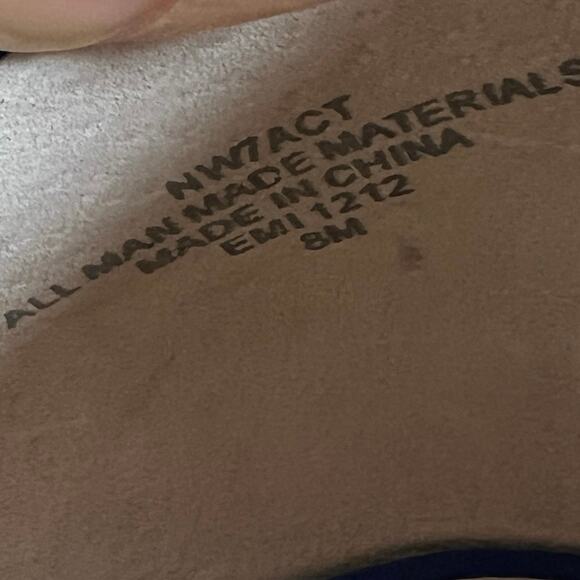 NW7ACT
ALL MAN MADE MATERIALS
MADE IN CHINA
EMI 1212
8M